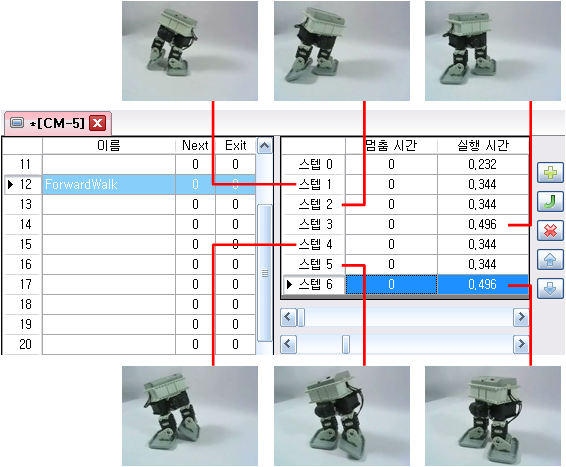 *[CM-5]
이름 Next Exit
11 0 0
12 ForwardWalk 0 0
13 0 0
14 0 0
15 0 0
16 0 0
17 0 0
18 0 0
19 0 0
20 0 0
멈춤 시간 실행 시간
스텝 0 0 0,232
스텝 1 0 0,344
스텝 2 0 0,344
스텝 3 0 0,496
스텝 4 0 0,344
스텝 5 0 0,344
스텝 6 0 0,496